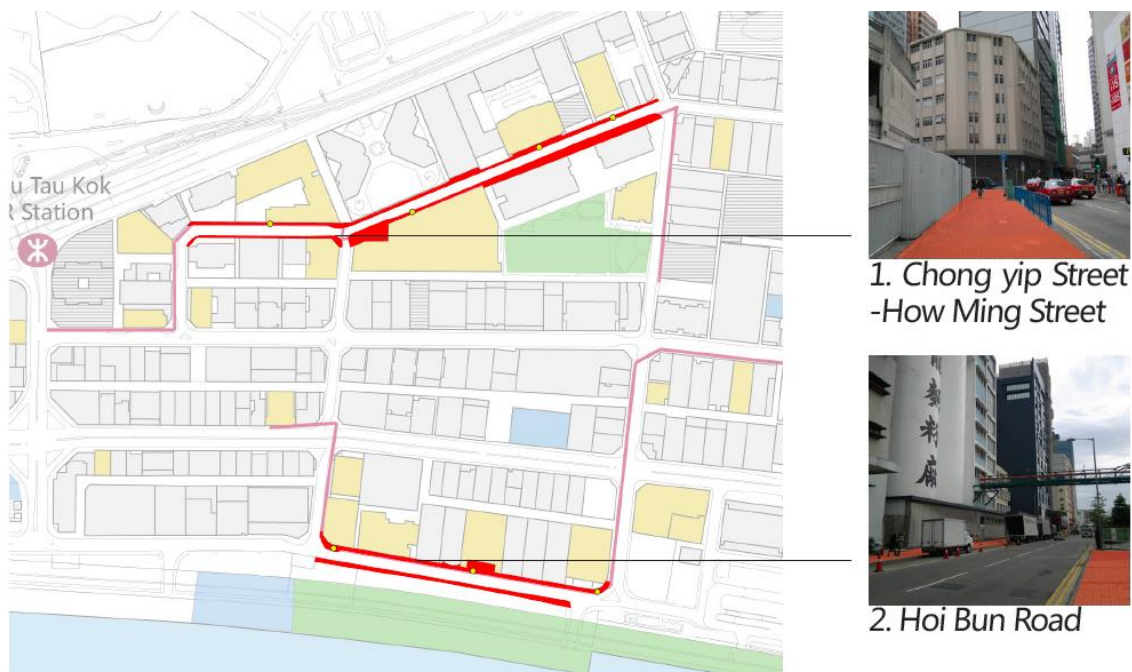 u Tau Kok
R Station
1. Chong yip Street
-How Ming Street
2. Hoi Bun Road